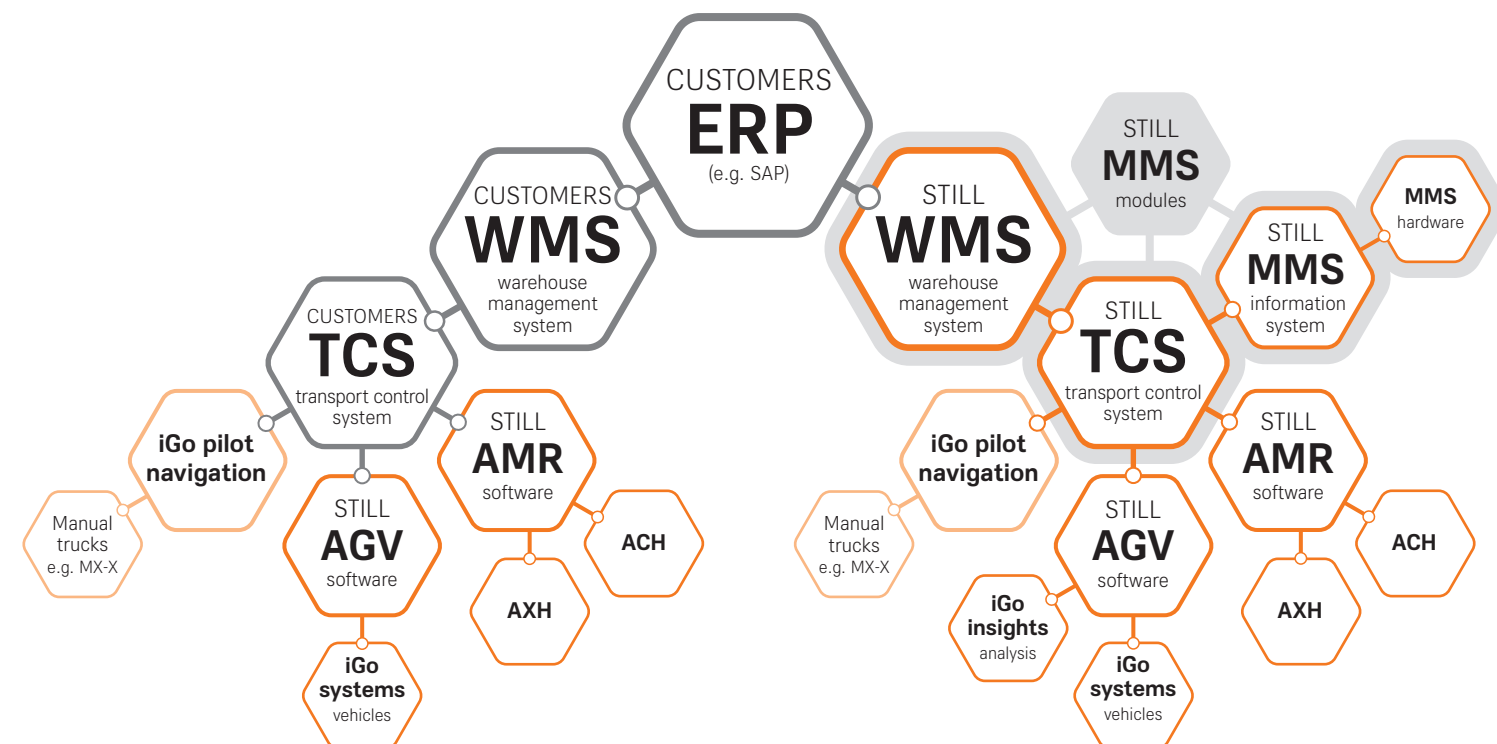 CUSTOMERS
ERP
(e.g. SAP)
CUSTOMERS
WMS
warehouse
management
system
CUSTOMERS
TCS
transport control
system
iGo pilot
navigation
Manual
trucks
e.g. MX-X
STILL
AGV
software
iGo
systems
vehicles
STILL
AMR
software
AXH
ACH
STILL
WMS
warehouse
management
system
STILL
MMS
modules
STILL
MMS
information
system
MMS
hardware
STILL
TCS
transport control
system
iGo pilot
navigation
Manual
trucks
e.g. MX-X
STILL
AGV
software
iGo
insights
analysis
iGo
systems
vehicles
STILL
AMR
software
AXH
ACH